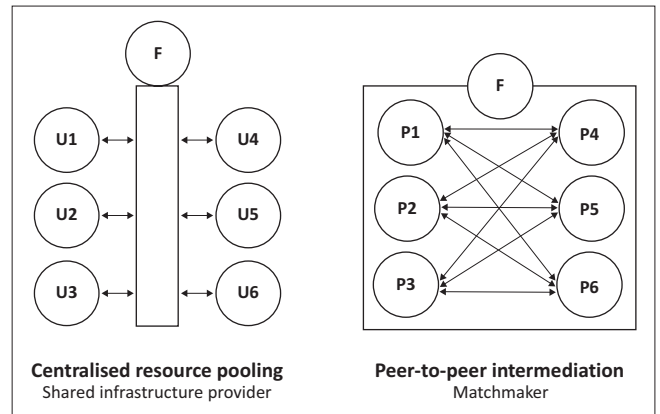 F
U1
U4
U2
U5
U3
U6
Centralised resource pooling
Shared infrastructure provider
F
P1
P4
P2
P5
P3
P6
Peer-to-peer intermediation
Matchmaker